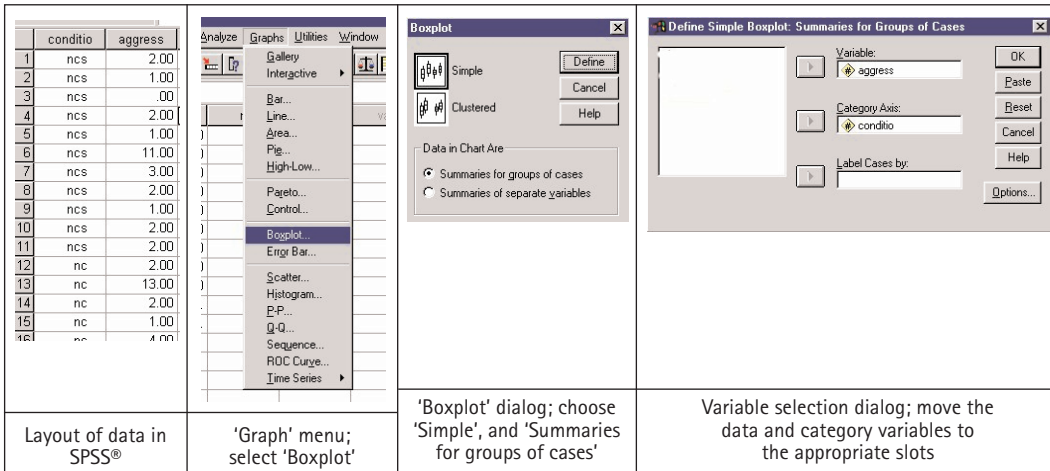 conditio aggress
1 ncs 2.00
2 ncs 1.00
3 ncs .00
4 ncs 2.00
5 ncs 1.00
6 ncs 11.00
7 ncs 3.00
8 ncs 2.00
9 ncs 1.00
10 ncs 2.00
11 ncs 2.00
12 nc 2.00
13 nc 13.00
14 nc 2.00
15 nc 1.00
16 nc 4.00
Layout of data in
SPSS®
Analyze Graphs Utilities Window
Gallery
Interactive
Bar...
Line...
Area...
Pie...
High-Low...
Pareto...
Control...
Boxplot...
Error Bar...
Scatter...
Histogram...
P-P...
Q-Q...
Sequence...
ROC Curve...
Time Series
'Graph' menu;
select 'Boxplot'
Boxplot
Simple
Clustered
Define
Cancel
Help
Data in Chart Are
Summaries for groups of cases
Summaries of separate variables
'Boxplot' dialog; choose
'Simple', and 'Summaries
for groups of cases'
Define Simple Boxplot: Summaries for Groups of Cases
Variable:
aggress
Category Axis:
conditio
Label Cases by:
OK
Paste
Reset
Cancel
Help
Options...
Variable selection dialog; move the
data and category variables to
the appropriate slots